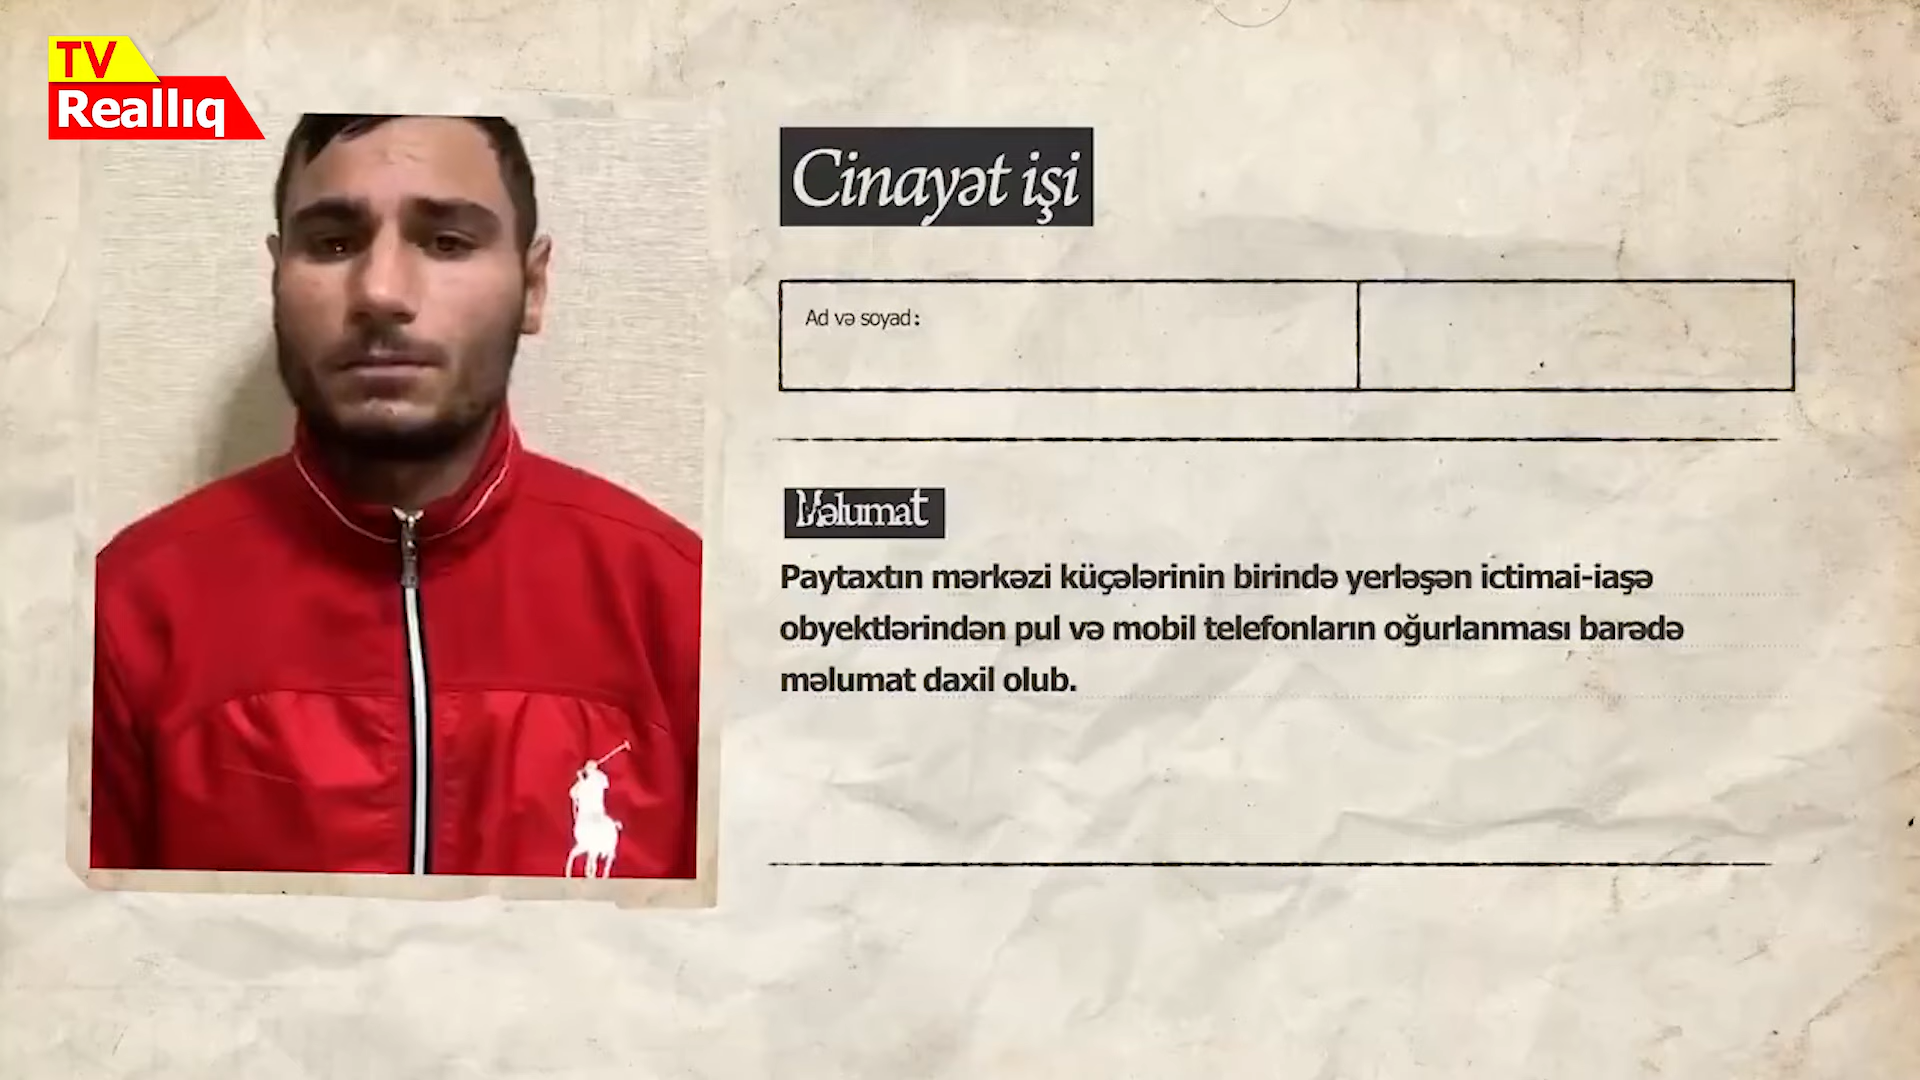 TV
Reallıq
Cinayət işi
Ad və soyad:
Məlumat
Paytaxtın mərkəzi küçələrinin birində yerləşən ictimai-iaşə
obyektlərindən pul və mobil telefonların oğurlanması barədə
məlumat daxil olub.